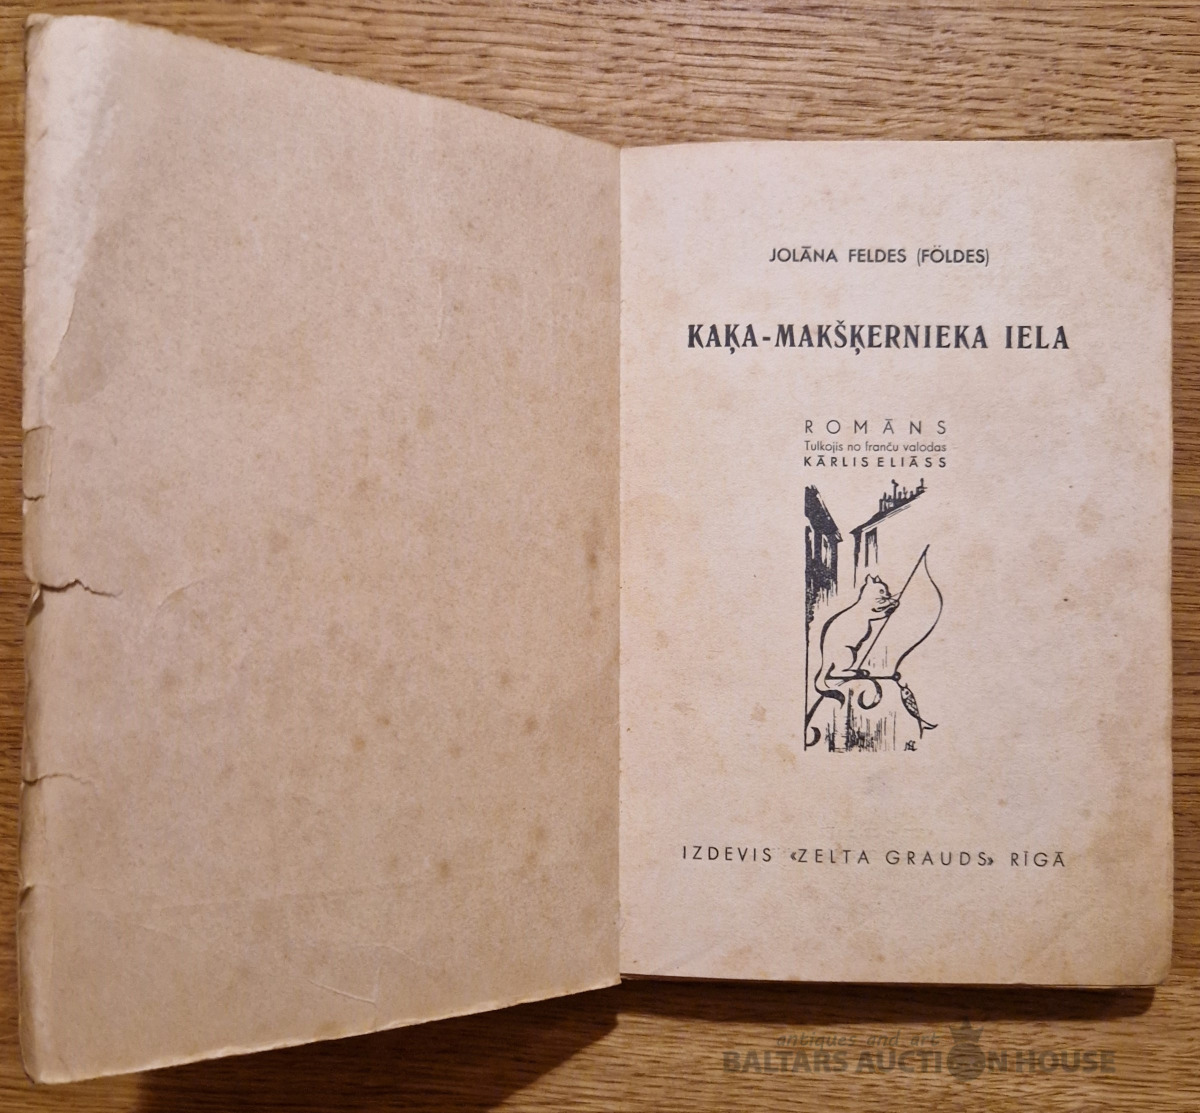 JOLĀNA FELDES (FÖLDES)
KAĶA-MAKŠĶERNIEKA IELA
ROMĀNS
Tulkojis no franču valodas
KĀRLIS ELIĀSS
IZDEVIS «ZELTA GRAUDS» RĪGĀ
antiques and art
BALTARS AUCTION HOUSE